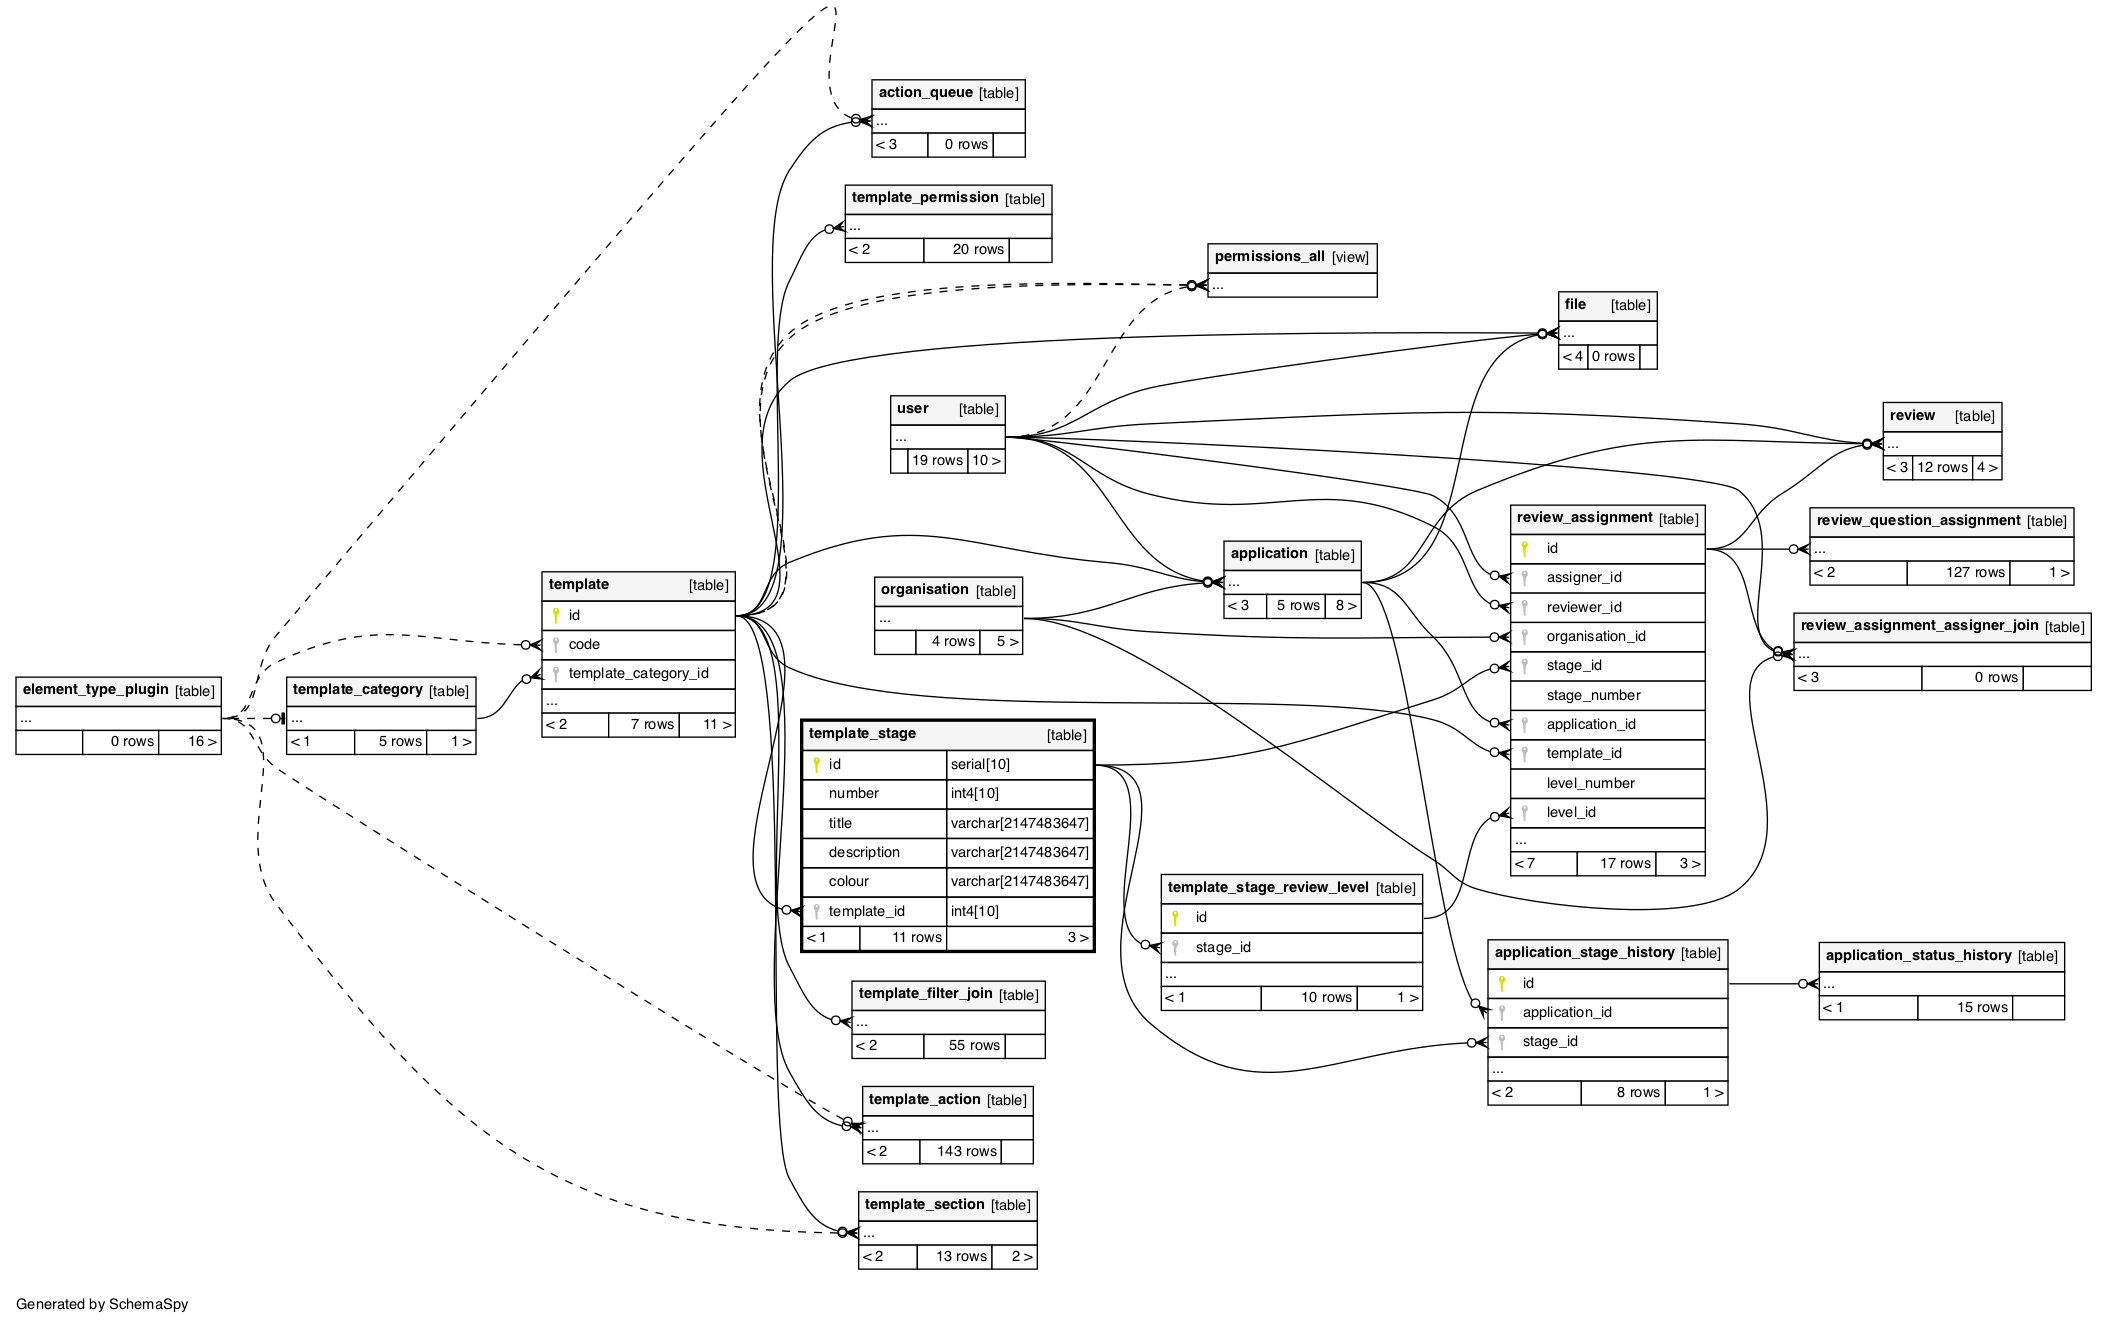 action_queue [table]
...
< 3 0 rows
template_permission [table]
...
< 2 20 rows
permissions_all [view]
...
file [table]
...
< 4 0 rows
user [table]
...
19 rows 10 >
review [table]
...
< 3 12 rows 4 >
review_assignment [table]
id
assigner_id
reviewer_id
organisation_id
stage_id
stage_number
application_id
template_id
level_number
level_id
...
< 7 17 rows 3 >
review_question_assignment [table]
...
< 2 127 rows 1 >
application [table]
...
< 3 5 rows 8 >
template [table]
id
code
template_category_id
...
< 2 7 rows 11 >
organisation [table]
...
4 rows 5 >
review_assignment_assigner_join [table]
...
< 3 0 rows
element_type_plugin [table]
...
0 rows 16 >
template_category [table]
...
< 1 5 rows 1 >
template_stage [table]
id serial[10]
number int4[10]
title varchar[2147483647]
description varchar[2147483647]
colour varchar[2147483647]
template_id int4[10]
< 1 11 rows 3 >
template_stage_review_level [table]
id
stage_id
...
< 1 10 rows 1 >
application_stage_history [table]
id
application_id
stage_id
...
< 2 8 rows 1 >
application_status_history [table]
...
< 1 15 rows
template_filter_join [table]
...
< 2 55 rows
template_action [table]
...
< 2 143 rows
template_section [table]
...
< 2 13 rows 2 >
Generated by SchemaSpy